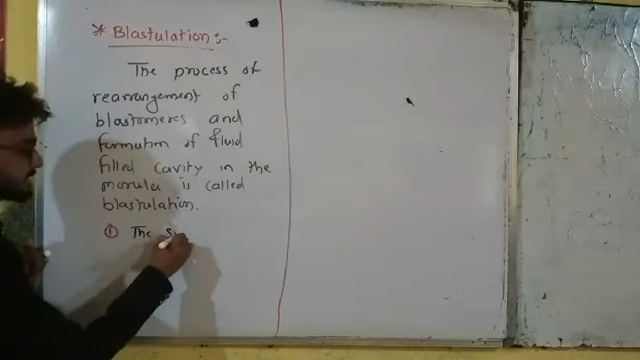 * Blastulation :-
The process of
rearrangement of
blastomeres and
formation of fluid
filled cavity in the
morula is called
blastulation.
① The